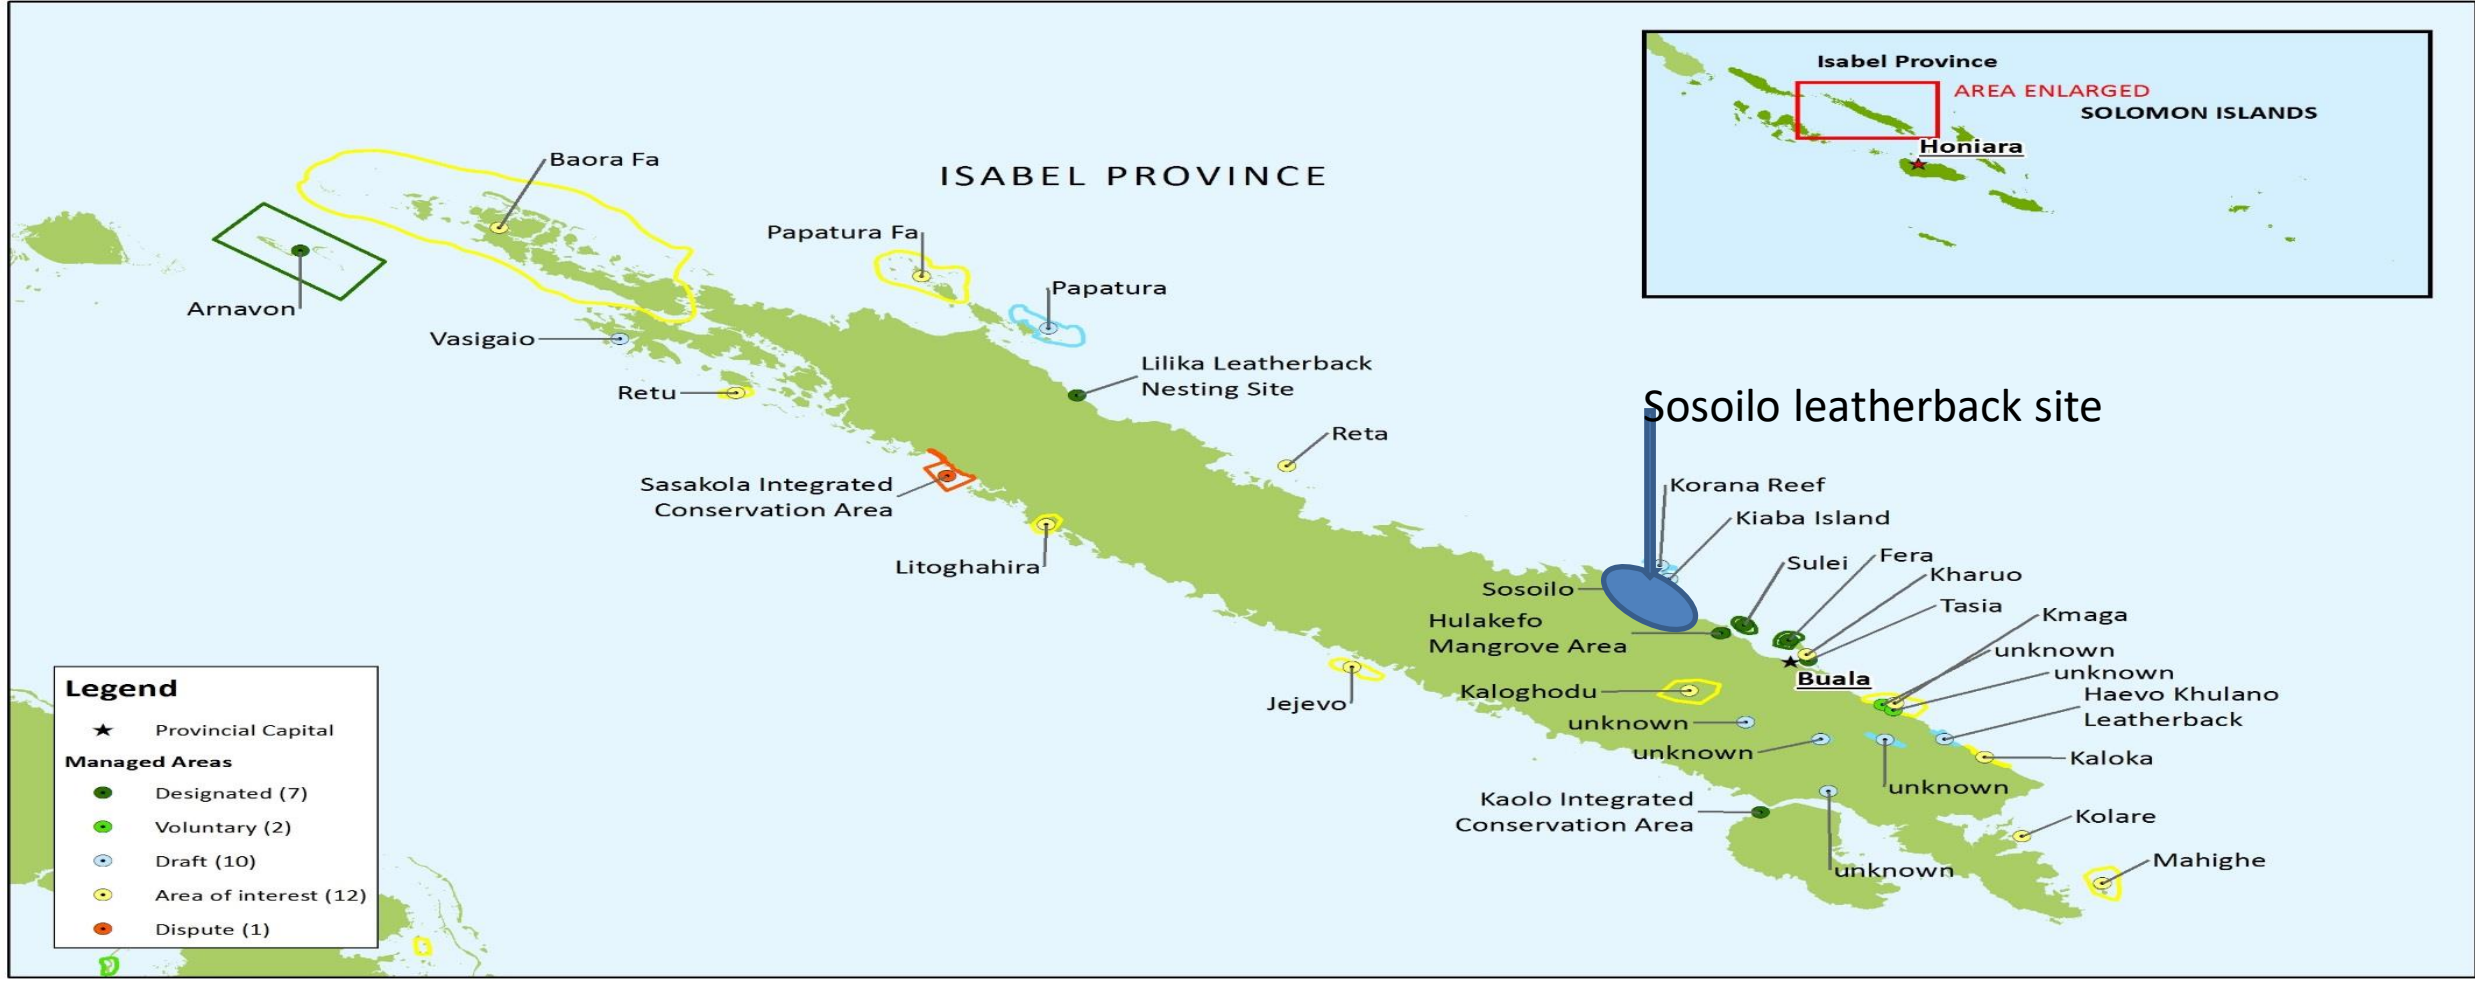 Isabel Province
AREA ENLARGED
SOLOMON ISLANDS
Honiara
ISABEL PROVINCE
Baora Fa
Arnavon
Papatura Fa
Papatura
Vasigaio
Retu
Lilika Leatherback
Nesting Site
Reta
Sasakola Integrated
Conservation Area
Litoghahira
Jejevo
Sosoilo leatherback site
Korana Reef
Kiaba Island
Sulei
Fera
Kharuo
Tasia
Kmaga
unknown
unknown
Haevo Khulano
Leatherback
Kaloka
Sosoilo
Hulakefo
Mangrove Area
Buala
Kaloghodu
unknown
unknown
unknown
Kaolo Integrated
Conservation Area
unknown
Kolare
Mahighe
Legend
Provincial Capital
Managed Areas
Designated (7)
Voluntary (2)
Draft (10)
Area of interest (12)
Dispute (1)